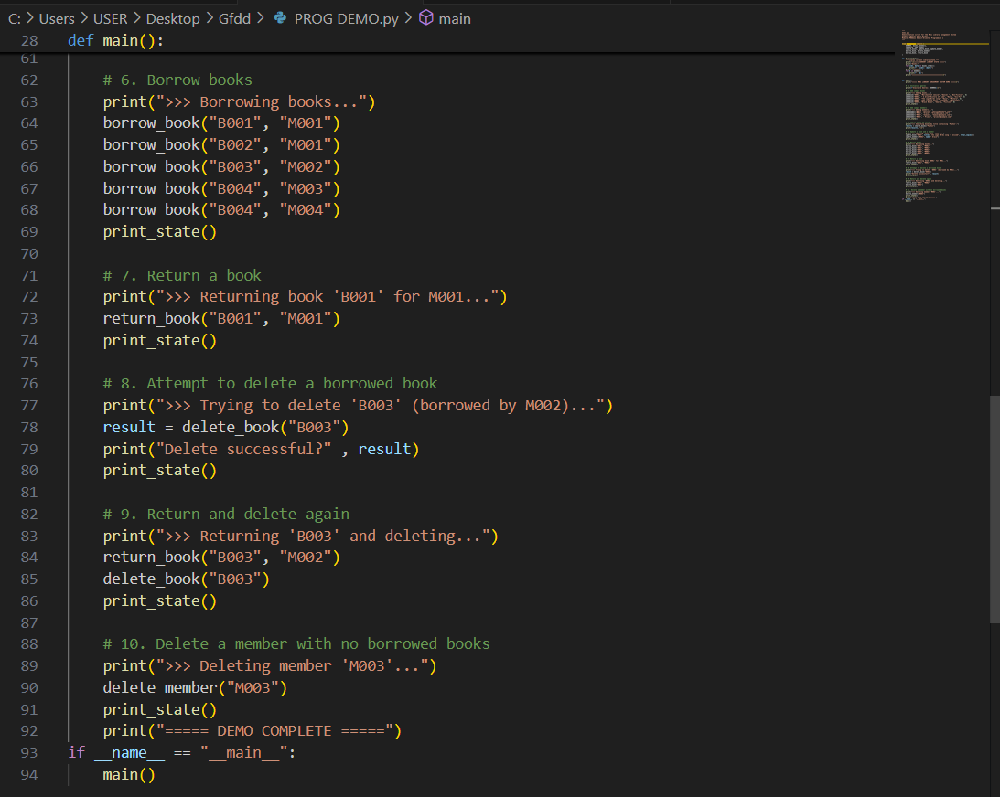 C: > Users > USER > Desktop > Gfdd > PROG DEMO.py > main
28 def main():
61
62 # 6. Borrow books
63 print(">>> Borrowing books...")
64 borrow_book("B001", "M001")
65 borrow_book("B002", "M001")
66 borrow_book("B003", "M002")
67 borrow_book("B004", "M003")
68 borrow_book("B004", "M004")
69 print_state()
70
71 # 7. Return a book
72 print(">>> Returning book 'B001' for M001...")
73 return_book("B001", "M001")
74 print_state()
75
76 # 8. Attempt to delete a borrowed book
77 print(">>> Trying to delete 'B003' (borrowed by M002)...")
78 result = delete_book("B003")
79 print("Delete successful?" , result)
80 print_state()
81
82 # 9. Return and delete again
83 print(">>> Returning 'B003' and deleting...")
84 return_book("B003", "M002")
85 delete_book("B003")
86 print_state()
87
88 # 10. Delete a member with no borrowed books
89 print(">>> Deleting member 'M003'...")
90 delete_member("M003")
91 print_state()
92 print("===== DEMO COMPLETE =====")
93 if __name__ == "__main__":
94 main()